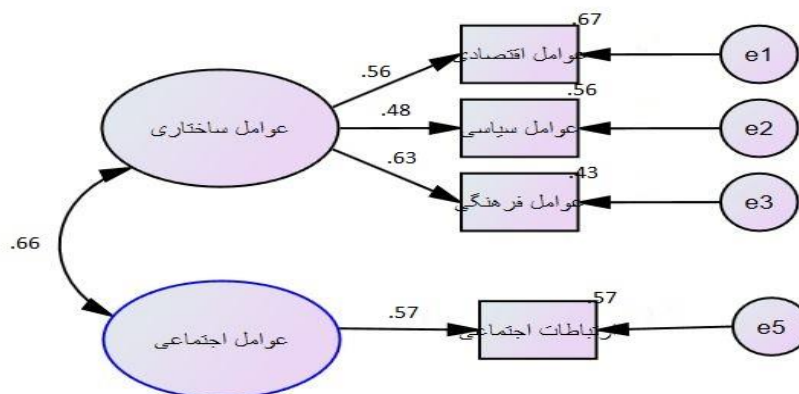 .67
عوامل اقتصادی
e1
.56
عوامل ساختاری
.56
.48
عوامل سیاسی
e2
.63
.43
عوامل فرهنگی
e3
.66
.57
.57
عوامل اجتماعی
رتباطات اجتماعی
e5